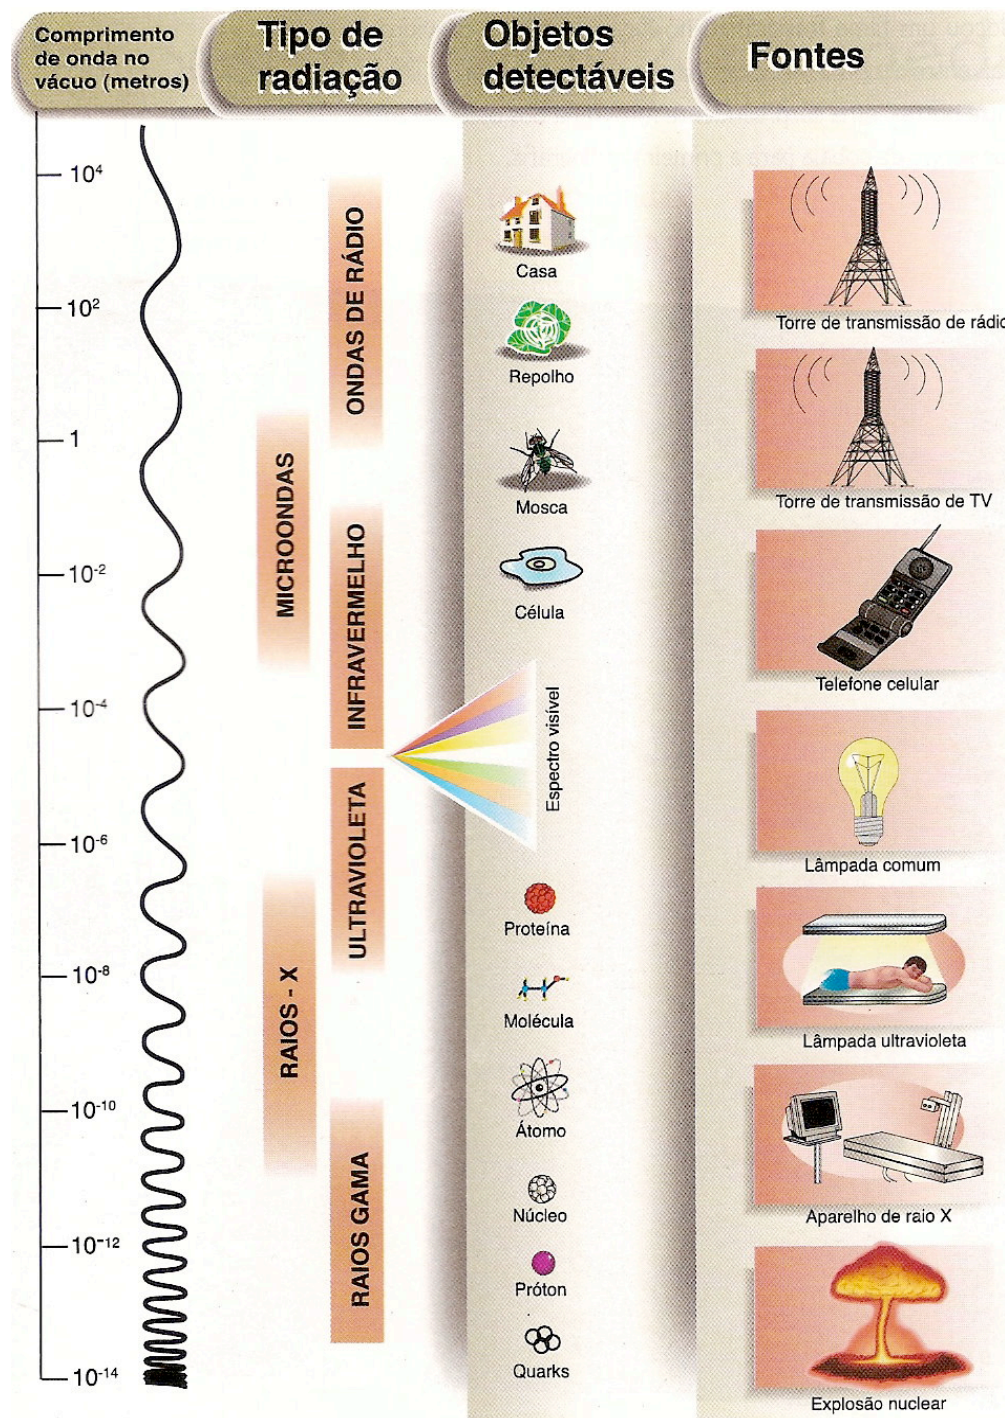 Comprimento
de onda no
vácuo (metros)
Tipo de
radiação
Objetos
detectáveis
Fontes
10⁴
10²
1
10⁻²
10⁻⁴
10⁻⁶
10⁻⁸
10⁻¹⁰
10⁻¹²
10⁻¹⁴
ONDAS DE RÁDIO
MICROONDAS
INFRAVERMELHO
ULTRAVIOLETA
RAIOS - X
RAIOS GAMA
Casa
Repolho
Mosca
Célula
Espectro visível
Proteína
Molécula
Átomo
Núcleo
Próton
Quarks
Torre de transmissão de rádio
Torre de transmissão de TV
Telefone celular
Lâmpada comum
Lâmpada ultravioleta
Aparelho de raio X
Explosão nuclear